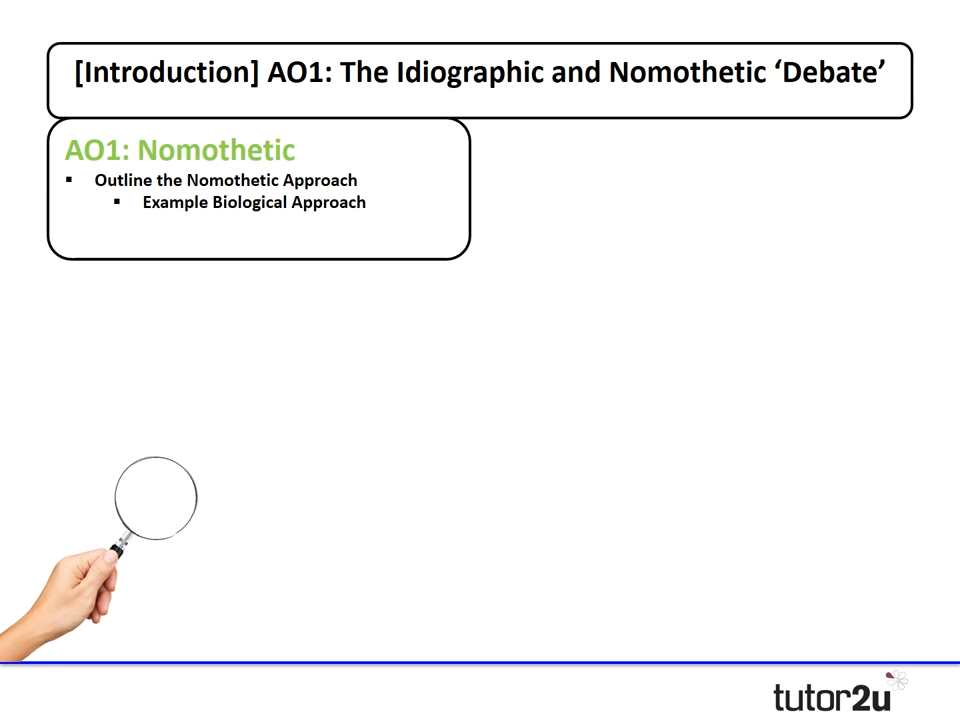 [Introduction] AO1: The Idiographic and Nomothetic ‘Debate’
AO1: Nomothetic
▪ Outline the Nomothetic Approach
▪ Example Biological Approach
tutor2u